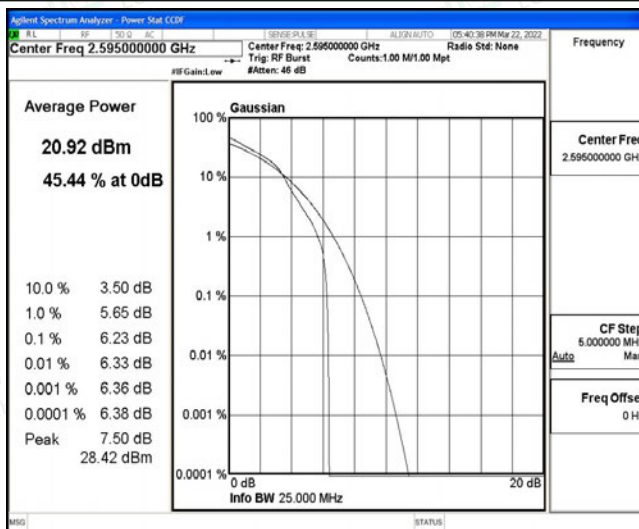 Agilent Spectrum Analyzer - Power Stat CCDF
RL RF 50 Ω AC SENSE:PULSE ALIGN AUTO 05:40:38 PM Mar 22, 2022
Center Freq 2.595000000 GHz
Center Freq: 2.595000000 GHz Radio Std: None
Trig: RF Burst Counts:1.00 M/1.00 Mpt
#IFGain:Low #Atten: 46 dB
Frequency
Average Power
20.92 dBm
45.44 % at 0dB
10.0 % 3.50 dB
1.0 % 5.65 dB
0.1 % 6.23 dB
0.01 % 6.33 dB
0.001 % 6.36 dB
0.0001 % 6.38 dB
Peak 7.50 dB
28.42 dBm
Gaussian
100 %
10 %
1 %
0.1 %
0.01 %
0.001 %
0.0001 %
0 dB 20 dB
Info BW 25.000 MHz
Center Fre
2.595000000 GH
CF Step
5.000000 MH
Auto Ma
Freq Offse
0 H
MSG STATUS